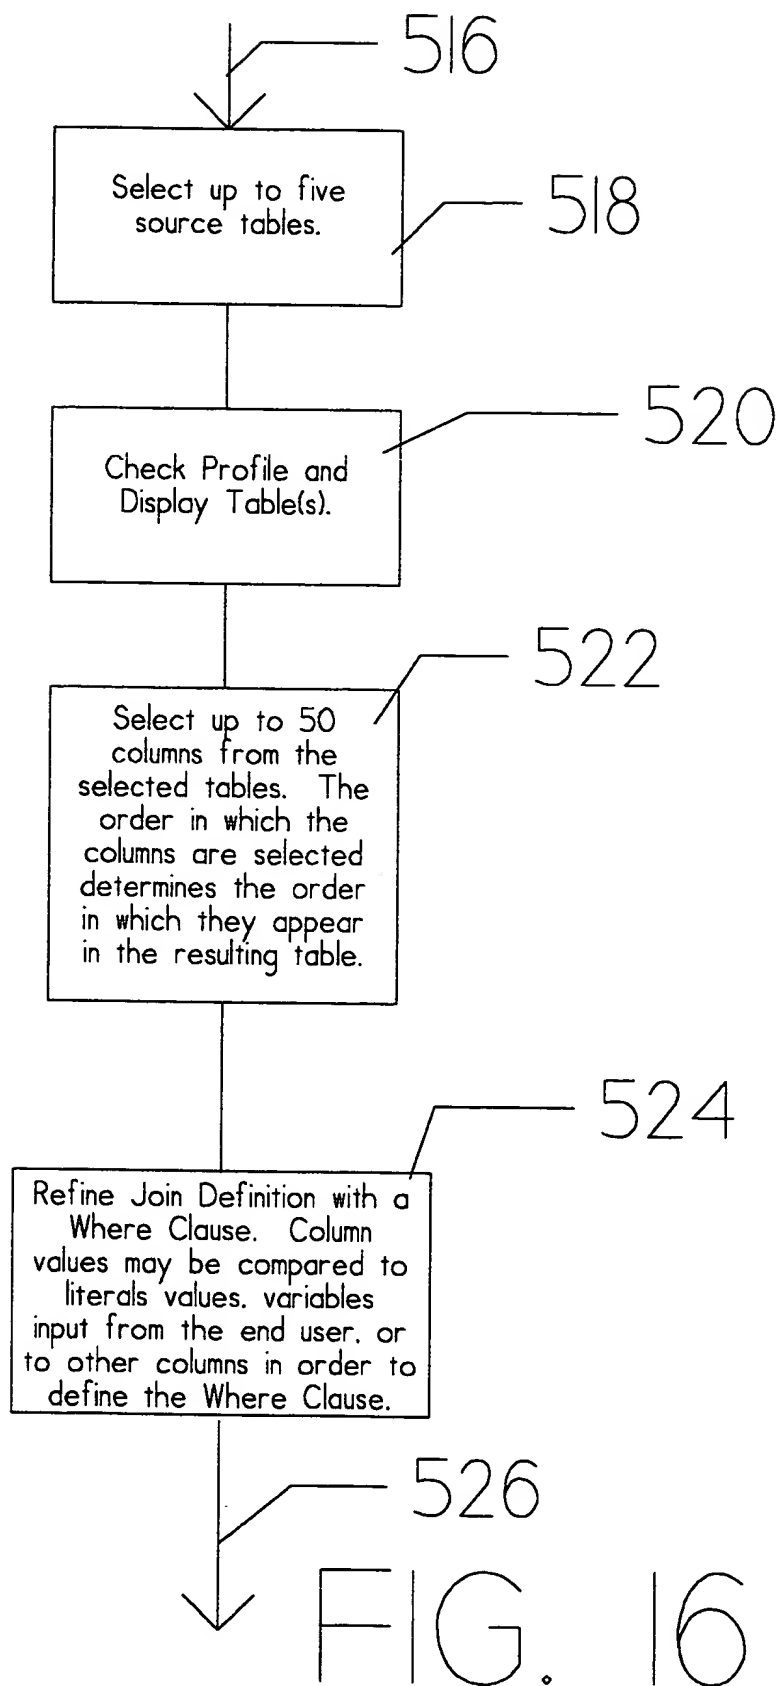 516
Select up to five
source tables.
518
520
Check Profile and
Display Table(s).
522
Select up to 50
columns from the
selected tables. The
order in which the
columns are selected
determines the order
in which they appear
in the resulting table.
524
Refine Join Definition with a
Where Clause. Column
values may be compared to
literals values, variables
input from the end user, or
to other columns in order to
define the Where Clause.
526
FIG. 16